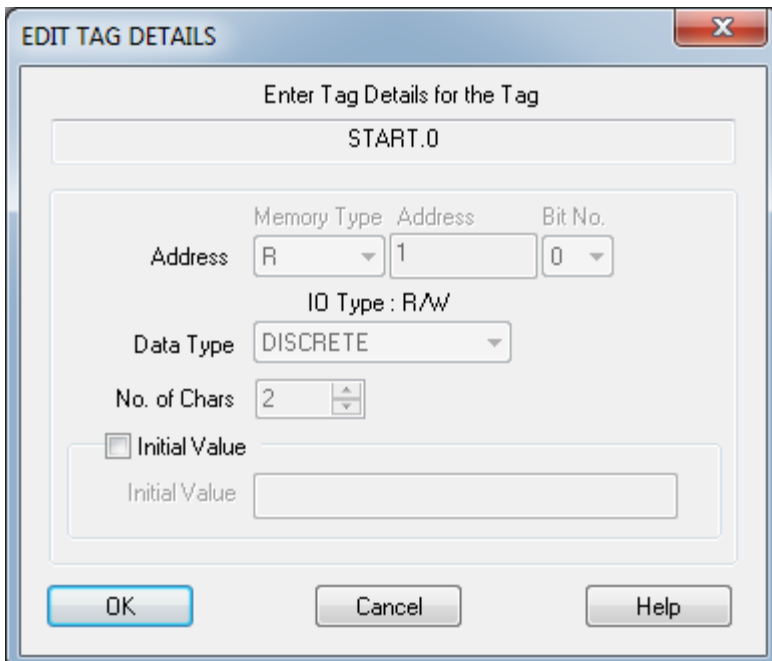 EDIT TAG DETAILS
Enter Tag Details for the Tag
START.0
Memory Type Address Bit No.
Address R 1 0
IO Type : R/W
Data Type DISCRETE
No. of Chars 2
Initial Value
Initial Value
OK Cancel Help